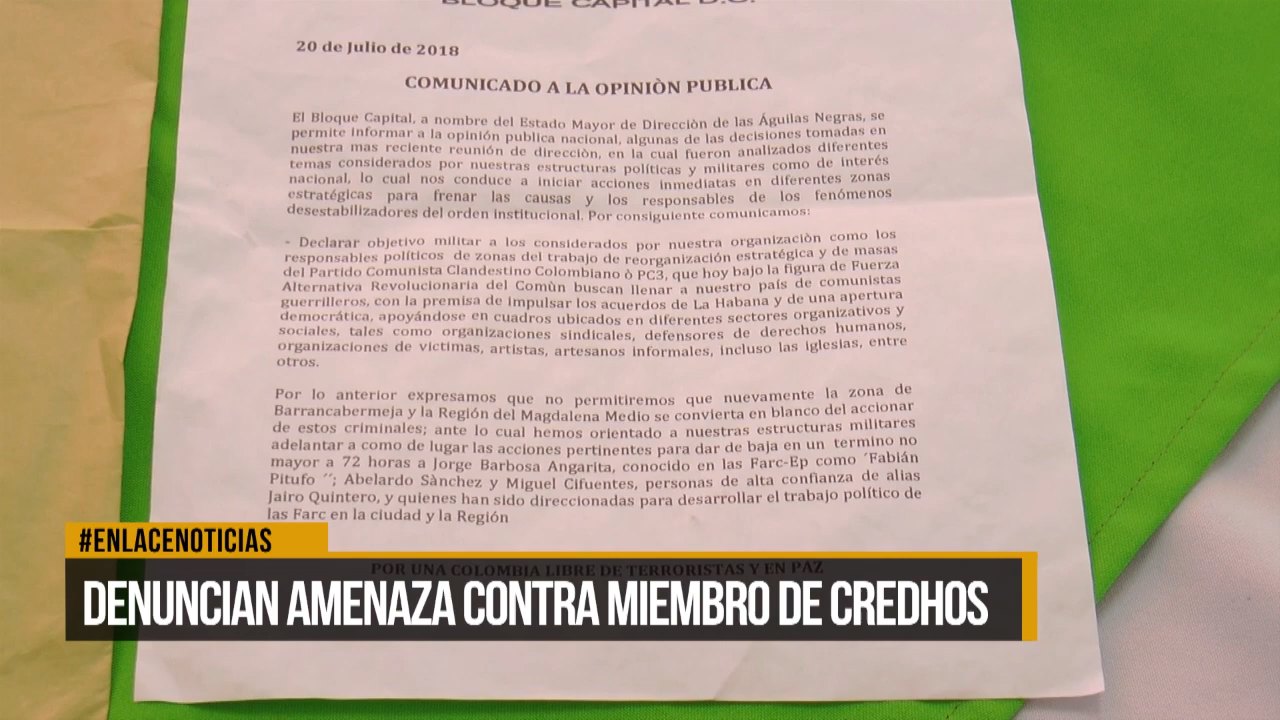 BLOQUE CAPITAL D.C.
20 de Julio de 2018
COMUNICADO A LA OPINIÒN PUBLICA
El Bloque Capital, a nombre del Estado Mayor de Direcciòn de las Águilas Negras, se
permite informar a la opinión publica nacional, algunas de las decisiones tomadas en
nuestra mas reciente reunión de direcciòn, en la cual fueron analizados diferentes
temas considerados por nuestras estructuras políticas y militares como de interés
nacional, lo cual nos conduce a iniciar acciones inmediatas en diferentes zonas
estratégicas para frenar las causas y los responsables de los fenómenos
desestabilizadores del orden institucional. Por consiguiente comunicamos:
- Declarar objetivo militar a los considerados por nuestra organizaciòn como los
responsables políticos de zonas del trabajo de reorganización estratégica y de masas
del Partido Comunista Clandestino Colombiano ò PC3, que hoy bajo la figura de Fuerza
Alternativa Revolucionaria del Comùn buscan llenar a nuestro país de comunistas
guerrilleros, con la premisa de impulsar los acuerdos de La Habana y de una apertura
democrática, apoyándose en cuadros ubicados en diferentes sectores organizativos y
sociales, tales como organizaciones sindicales, defensores de derechos humanos,
organizaciones de victimas, artistas, artesanos informales, incluso las iglesias, entre
otros.
Por lo anterior expresamos que no permitiremos que nuevamente la zona de
Barrancabermeja y la Región del Magdalena Medio se convierta en blanco del accionar
de estos criminales; ante lo cual hemos orientado a nuestras estructuras militares
adelantar a como de lugar las acciones pertinentes para dar de baja en un termino no
mayor a 72 horas a Jorge Barbosa Angarita, conocido en las Farc-Ep como ´Fabián
Pitufo ´´; Abelardo Sànchez y Miguel Cifuentes, personas de alta confianza de alias
Jairo Quintero, y quienes han sido direccionadas para desarrollar el trabajo político de
las Farc en la ciudad y la Región
POR UNA COLOMBIA LIBRE DE TERRORISTAS Y EN PAZ
#ENLACENOTICIAS
DENUNCIAN AMENAZA CONTRA MIEMBRO DE CREDHOS